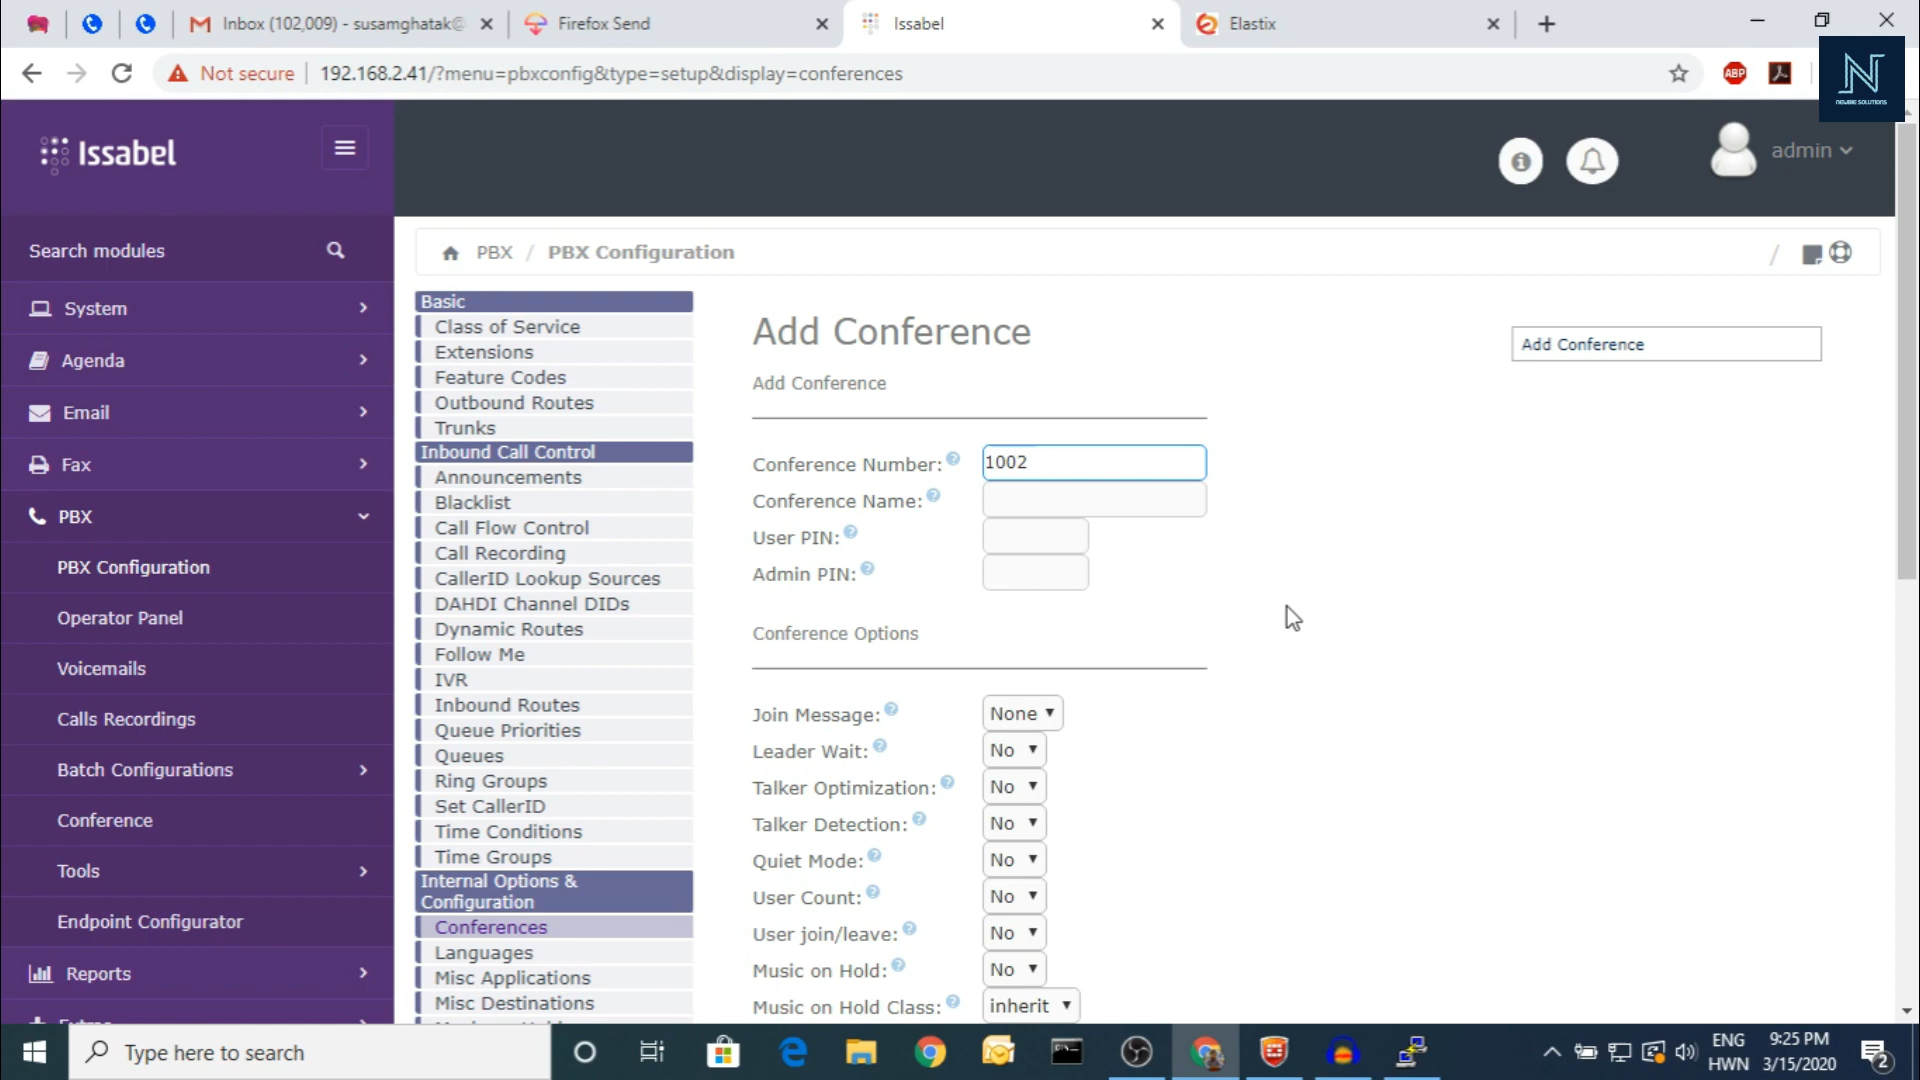 Inbox (102,009) - susamghatak@
Firefox Send
Issabel
Elastix
Not secure
192.168.2.41/?menu=pbxconfig&type=setup&display=conferences
ABP
N
NEWBIE SOLUTIONS
Issabel
admin
Search modules
System
Agenda
Email
Fax
PBX
PBX Configuration
Operator Panel
Voicemails
Calls Recordings
Batch Configurations
Conference
Tools
Endpoint Configurator
Reports
PBX / PBX Configuration /
Basic
Class of Service
Extensions
Feature Codes
Outbound Routes
Trunks
Inbound Call Control
Announcements
Blacklist
Call Flow Control
Call Recording
CallerID Lookup Sources
DAHDI Channel DIDs
Dynamic Routes
Follow Me
IVR
Inbound Routes
Queue Priorities
Queues
Ring Groups
Set CallerID
Time Conditions
Time Groups
Internal Options &
Configuration
Conferences
Languages
Misc Applications
Misc Destinations
Add Conference
Add Conference
Add Conference
Conference Number: 1002
Conference Name:
User PIN:
Admin PIN:
Conference Options
Join Message: None
Leader Wait: No
Talker Optimization: No
Talker Detection: No
Quiet Mode: No
User Count: No
User join/leave: No
Music on Hold: No
Music on Hold Class: inherit
Type here to search
ENG
HWN
9:25 PM
3/15/2020
2